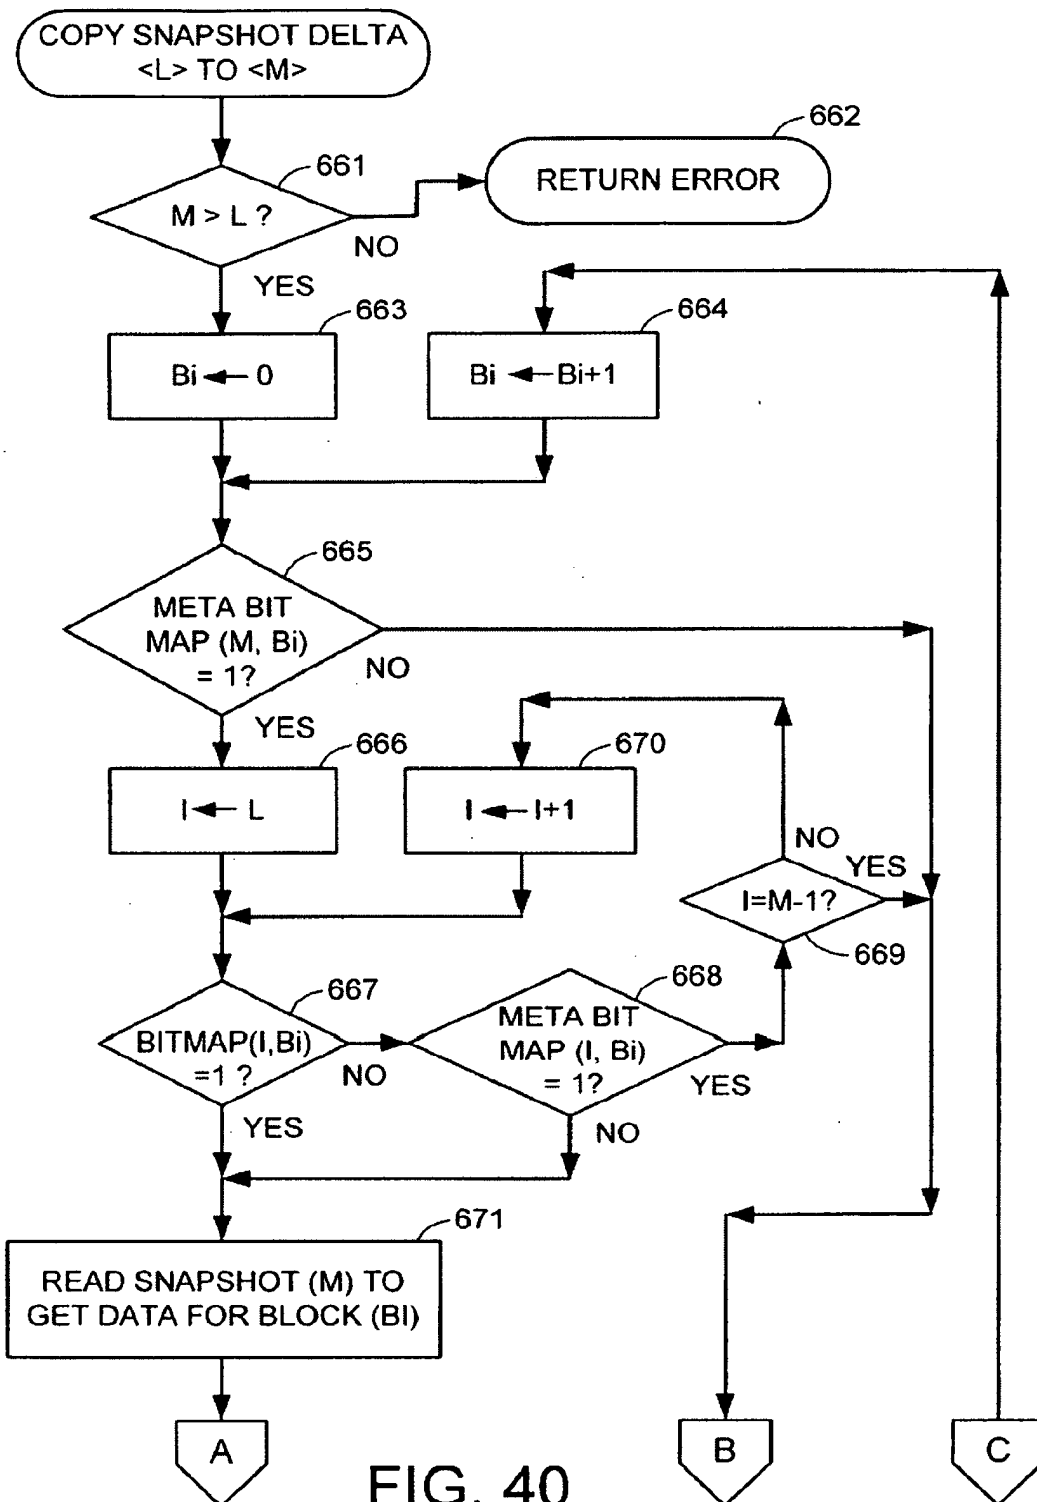 COPY SNAPSHOT DELTA
<L> TO <M>
662
RETURN ERROR
661
M > L ?
NO
YES
663
Bi ← 0
664
Bi ← Bi+1
665
META BIT
MAP (M, Bi)
= 1?
NO
YES
666
I ← L
670
I ← I+1
NO
YES
I=M-1?
669
667
BITMAP(I,Bi)
=1 ?
NO
YES
668
META BIT
MAP (I, Bi)
= 1?
YES
NO
671
READ SNAPSHOT (M) TO
GET DATA FOR BLOCK (BI)
A
B
C
FIG. 40